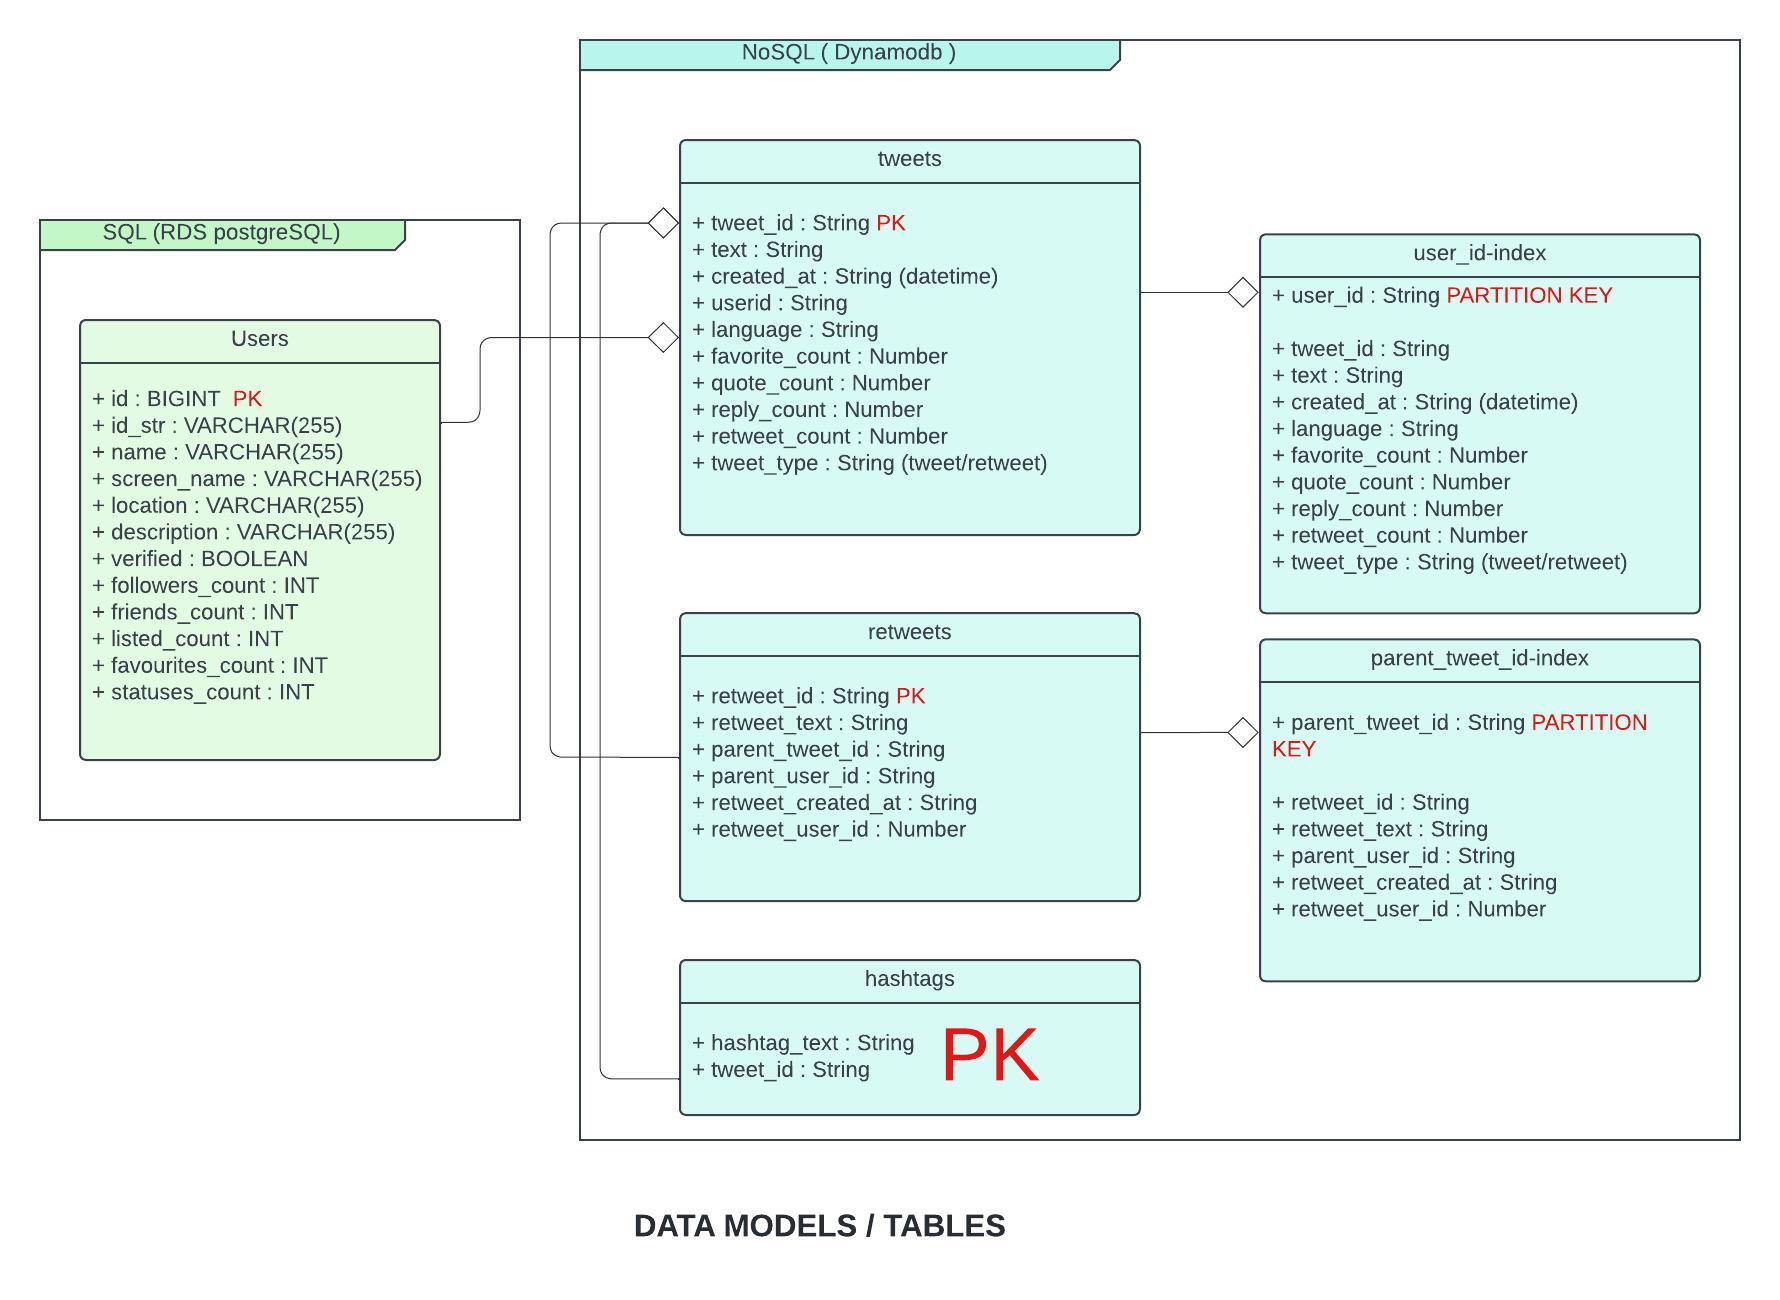 NoSQL ( Dynamodb )
tweets
+ tweet_id : String PK
+ text : String
+ created_at : String (datetime)
+ userid : String
+ language : String
+ favorite_count : Number
+ quote_count : Number
+ reply_count : Number
+ retweet_count : Number
+ tweet_type : String (tweet/retweet)
SQL (RDS postgreSQL)
Users
+ id : BIGINT PK
+ id_str : VARCHAR(255)
+ name : VARCHAR(255)
+ screen_name : VARCHAR(255)
+ location : VARCHAR(255)
+ description : VARCHAR(255)
+ verified : BOOLEAN
+ followers_count : INT
+ friends_count : INT
+ listed_count : INT
+ favourites_count : INT
+ statuses_count : INT
user_id-index
+ user_id : String PARTITION KEY
+ tweet_id : String
+ text : String
+ created_at : String (datetime)
+ language : String
+ favorite_count : Number
+ quote_count : Number
+ reply_count : Number
+ retweet_count : Number
+ tweet_type : String (tweet/retweet)
retweets
+ retweet_id : String PK
+ retweet_text : String
+ parent_tweet_id : String
+ parent_user_id : String
+ retweet_created_at : String
+ retweet_user_id : Number
parent_tweet_id-index
+ parent_tweet_id : String PARTITION
KEY
+ retweet_id : String
+ retweet_text : String
+ parent_user_id : String
+ retweet_created_at : String
+ retweet_user_id : Number
hashtags
+ hashtag_text : String
+ tweet_id : String
PK
DATA MODELS / TABLES